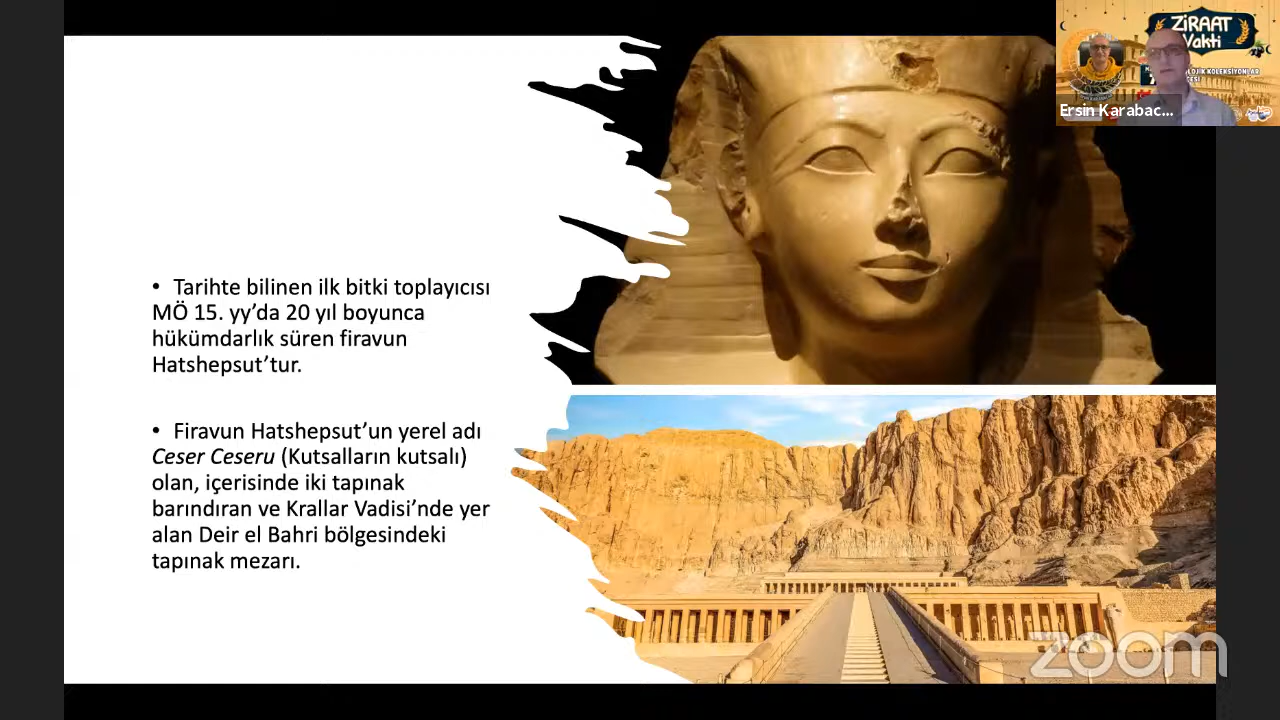 ZİRAAT
Vakti
Ersin Karabac...
• Tarihte bilinen ilk bitki toplayıcısı
MÖ 15. yy’da 20 yıl boyunca
hükümdarlık süren firavun
Hatshepsut’tur.
• Firavun Hatshepsut’un yerel adı
Ceser Ceseru (Kutsalların kutsalı)
olan, içerisinde iki tapınak
barındıran ve Krallar Vadisi’nde yer
alan Deir el Bahri bölgesindeki
tapınak mezarı.
zoom